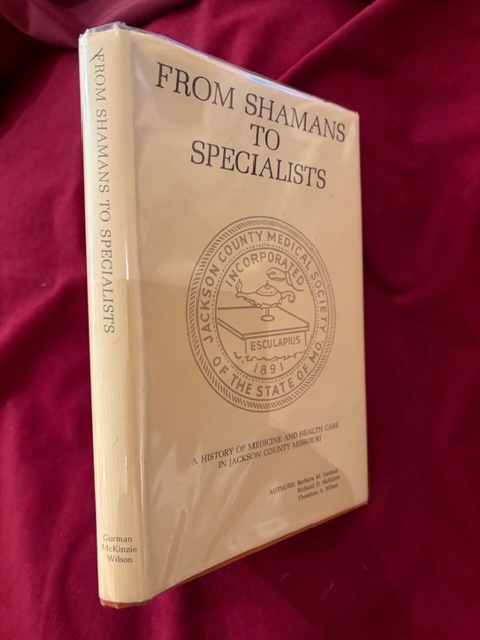 FROM SHAMANS
TO
SPECIALISTS
JACKSON COUNTY MEDICAL SOCIETY
INCORPORATED
ESCULAPIUS
1891
OF THE STATE OF MO.
A HISTORY OF MEDICINE AND HEALTH CARE
IN JACKSON COUNTY MISSOURI
AUTHORS: Barbara M. Gorman
Richard D. McKinzie
Theodore A. Wilson
FROM SHAMANS TO SPECIALISTS
Gorman
McKinzie
Wilson